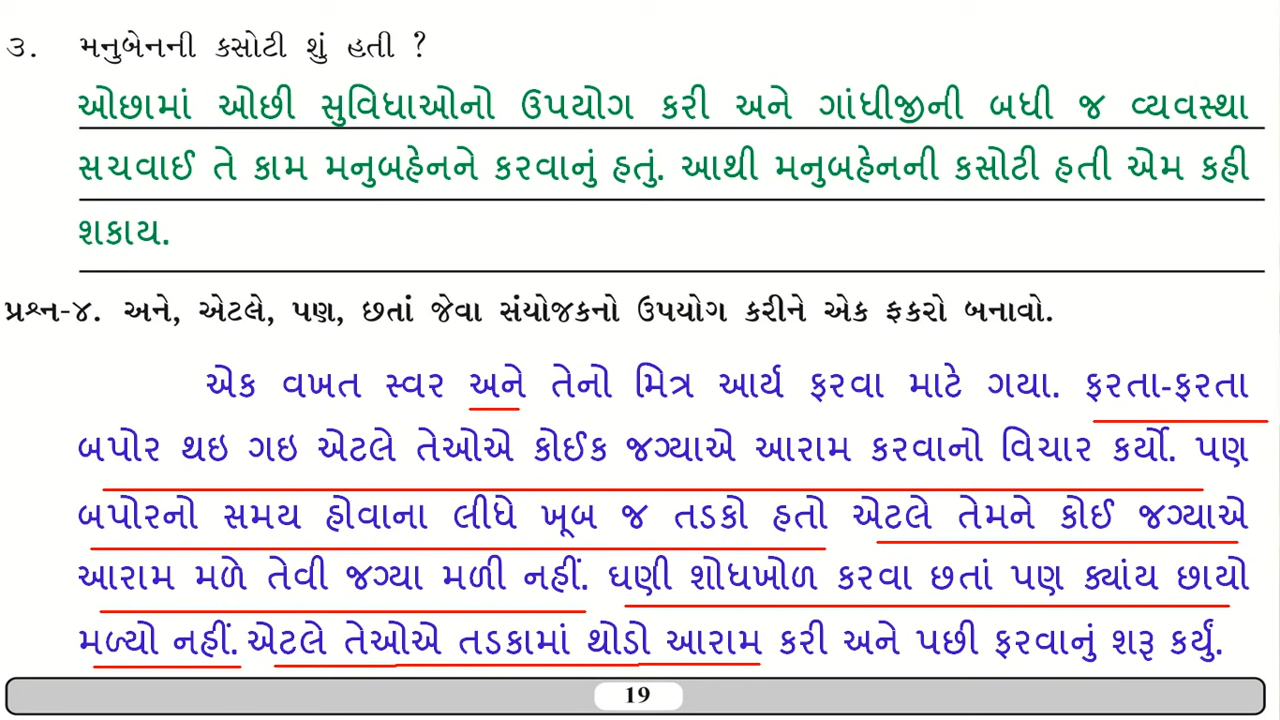 ૩. મનુબેનની કસોટી શું હતી ?
ઓછામાં ઓછી સુવિધાઓનો ઉપયોગ કરી અને ગાંધીજીની બધી જ વ્યવસ્થા
સચવાઈ તે કામ મનુબહેનને કરવાનું હતું. આથી મનુબહેનની કસોટી હતી એમ કહી
શકાય.
પ્રશ્ન-૪. અને, એટલે, પણ, છતાં જેવા સંયોજકનો ઉપયોગ કરીને એક ફકરો બનાવો.
એક વખત સ્વર અને તેનો મિત્ર આર્ય ફરવા માટે ગયા. ફરતા-ફરતા
બપોર થઇ ગઇ એટલે તેઓએ કોઈક જગ્યાએ આરામ કરવાનો વિચાર કર્યો. પણ
બપોરનો સમય હોવાના લીધે ખૂબ જ તડકો હતો એટલે તેમને કોઈ જગ્યાએ
આરામ મળે તેવી જગ્યા મળી નહીં. ઘણી શોધખોળ કરવા છતાં પણ ક્યાંય છાયો
મળ્યો નહીં. એટલે તેઓએ તડકામાં થોડો આરામ કરી અને પછી ફરવાનું શરૂ કર્યું.
19